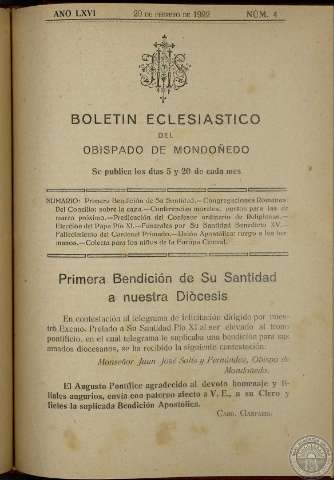 AÑO LXVI 20 DE FEBRERO DE 1922 NÚM. 4
BOLETIN ECLESIASTICO
DEL
OBISPADO DE MONDOÑEDO
Se publica los días 5 y 20 de cada mes
SUMARIO: Primera Bendición de Su Santidad.—Congregaciones Romanas
Del Concilio: sobre la caza.—Conferencias morales, puntos para las de
marzo próximo.—Predicación del Confesor ordinario de Religiosas.—
Elección del Papa Pío XI.—Funerales por Su Santidad Benedicto XV.—
Fallecimiento del Cardenal Primado.—Unión Apostólica: ruego a los her-
manos.—Colecta para los niños de la Europa Central.
Primera Bendición de Su Santidad
a nuestra Diócesis
En contestación al telegrama de felicitación dirigido por nues-
tro Excmo. Prelado a Su Santidad Pío XI al ser elevado al trono
pontificio, en el cual telegrama le suplicaba una bendición para sus
amados diocesanos, se ha recibido la siguiente contestación:
Monseñor Juan José Solís y Fernández, Obispo de
Mondoñedo.
El Augusto Pontífice agradecido al devoto homenaje y fi-
liales augurios, envía con paterno afecto a V. E., a su Clero y
fieles la suplicada Bendición Apostólica.
CARD. GASPARRI.